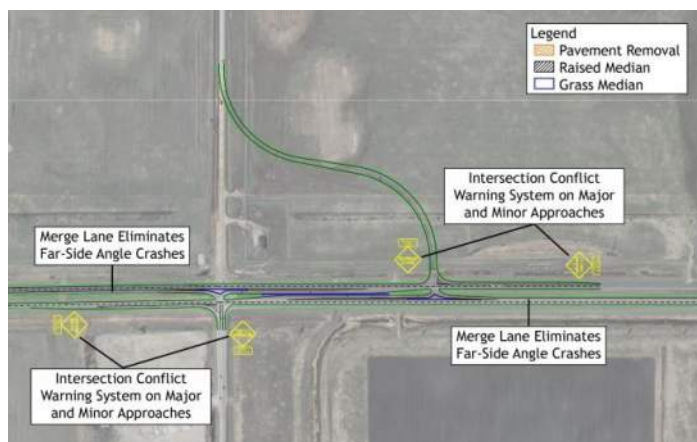 Legend
Pavement Removal
Raised Median
Grass Median
Intersection Conflict
Warning System on Major
and Minor Approaches
Merge Lane Eliminates
Far-Side Angle Crashes
Merge Lane Eliminates
Far-Side Angle Crashes
Intersection Conflict
Warning System on Major
and Minor Approaches